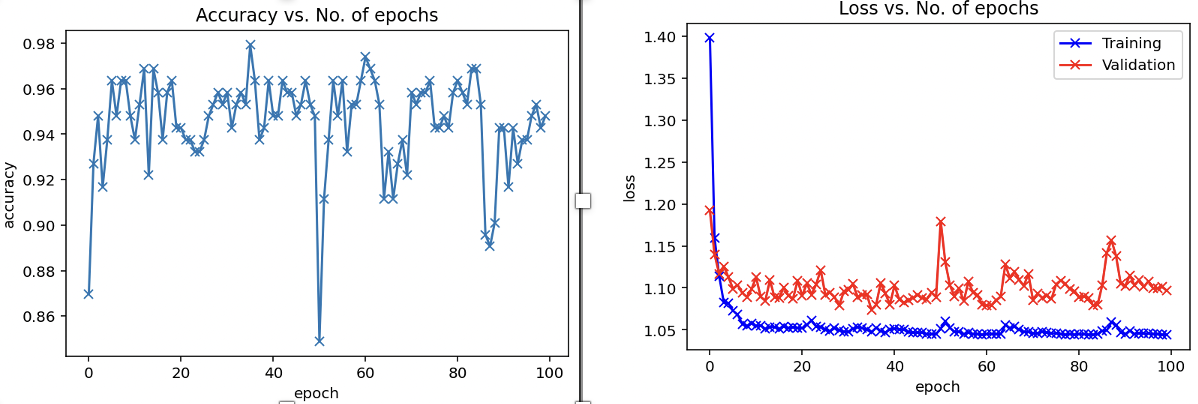 Accuracy vs. No. of epochs
0.98
0.96
0.94
0.92
0.90
0.88
0.86
accuracy
0 20 40 60 80 100
epoch
Loss vs. No. of epochs
Training
Validation
1.40
1.35
1.30
1.25
1.20
1.15
1.10
1.05
loss
0 20 40 60 80 100
epoch